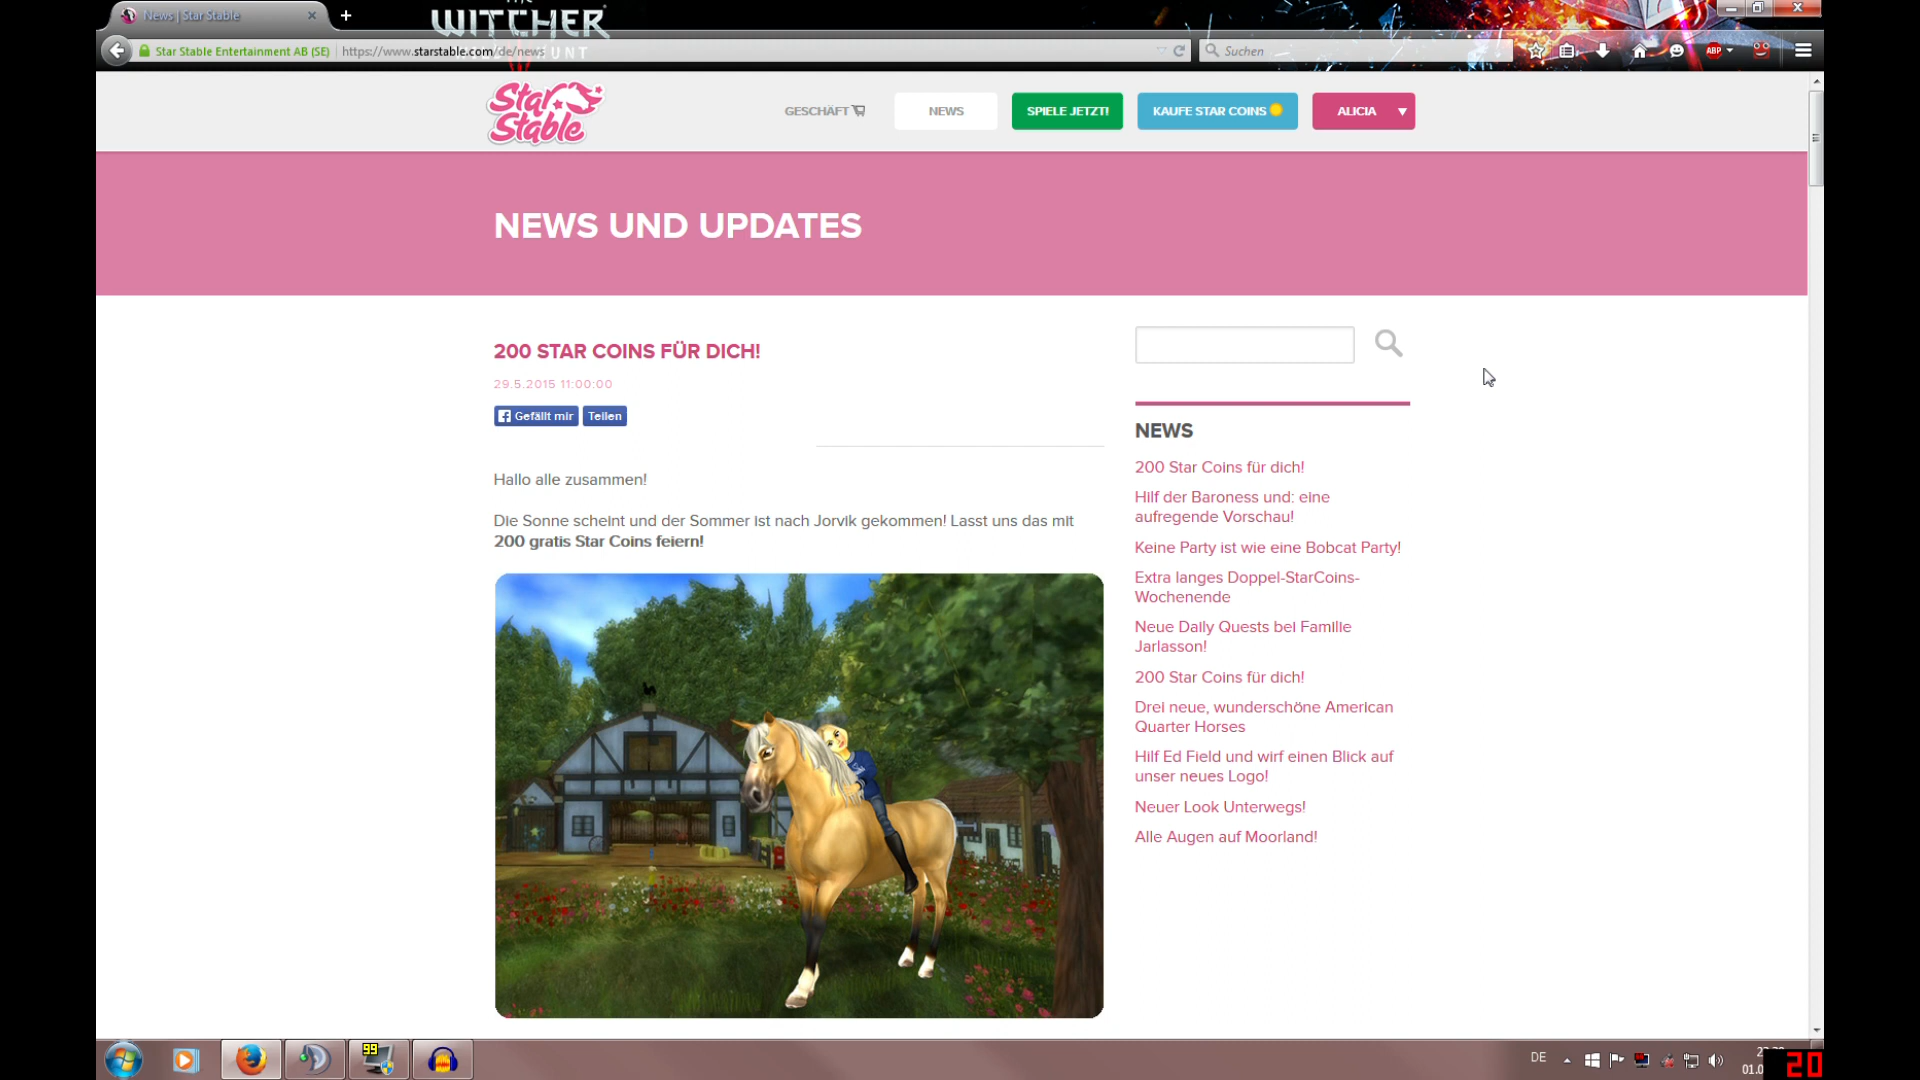 News | Star Stable
THE
WITCHER
WILD HUNT
Star Stable Entertainment AB (SE)
https://www.starstable.com/de/news
Suchen
ABP
Star
Stable
GESCHÄFT
NEWS
SPIELE JETZT!
KAUFE STAR COINS
ALICIA
NEWS UND UPDATES
200 STAR COINS FÜR DICH!
29.5.2015 11:00:00
Gefällt mir
Teilen
Hallo alle zusammen!
Die Sonne scheint und der Sommer ist nach Jorvik gekommen! Lasst uns das mit
200 gratis Star Coins feiern!
NEWS
200 Star Coins für dich!
Hilf der Baroness und: eine
aufregende Vorschau!
Keine Party ist wie eine Bobcat Party!
Extra langes Doppel-StarCoins-
Wochenende
Neue Daily Quests bei Familie
Jarlasson!
200 Star Coins für dich!
Drei neue, wunderschöne American
Quarter Horses
Hilf Ed Field und wirf einen Blick auf
unser neues Logo!
Neuer Look Unterwegs!
Alle Augen auf Moorland!
99
DE
20